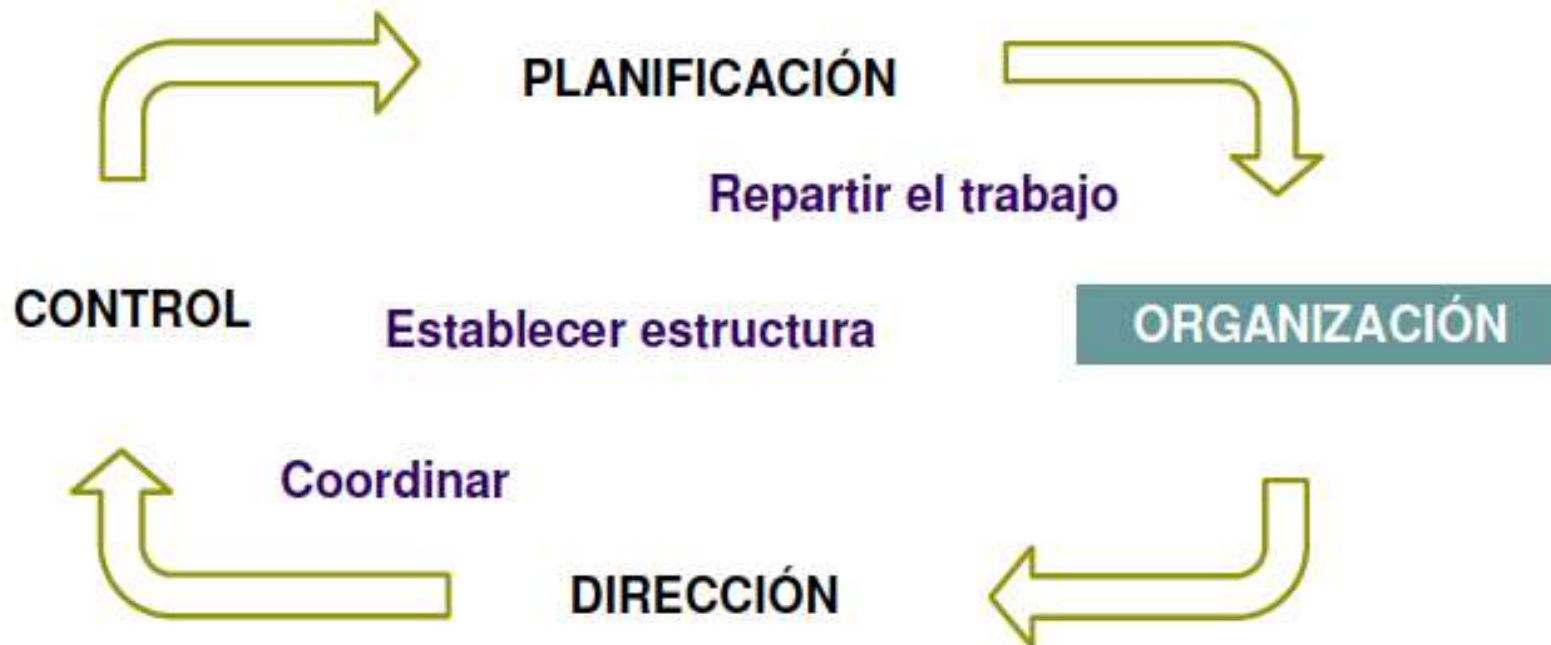 PLANIFICACIÓN
Repartir el trabajo
CONTROL
Establecer estructura
ORGANIZACIÓN
Coordinar
DIRECCIÓN